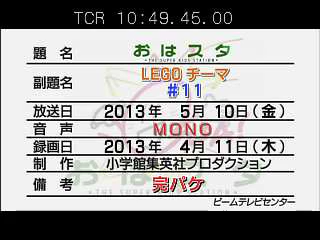 TCR 10:49.45.00
題 名 おはスタ
THE SUPER KIDS STATION
副題名 LEGO チーマ
#11
放送日 2013年 5月 10日(金)
音 声 MONO
録画日 2013年 4月 11日(木)
制 作 小学館集英社プロダクション
備 考 完パケ
ビームテレビセンター